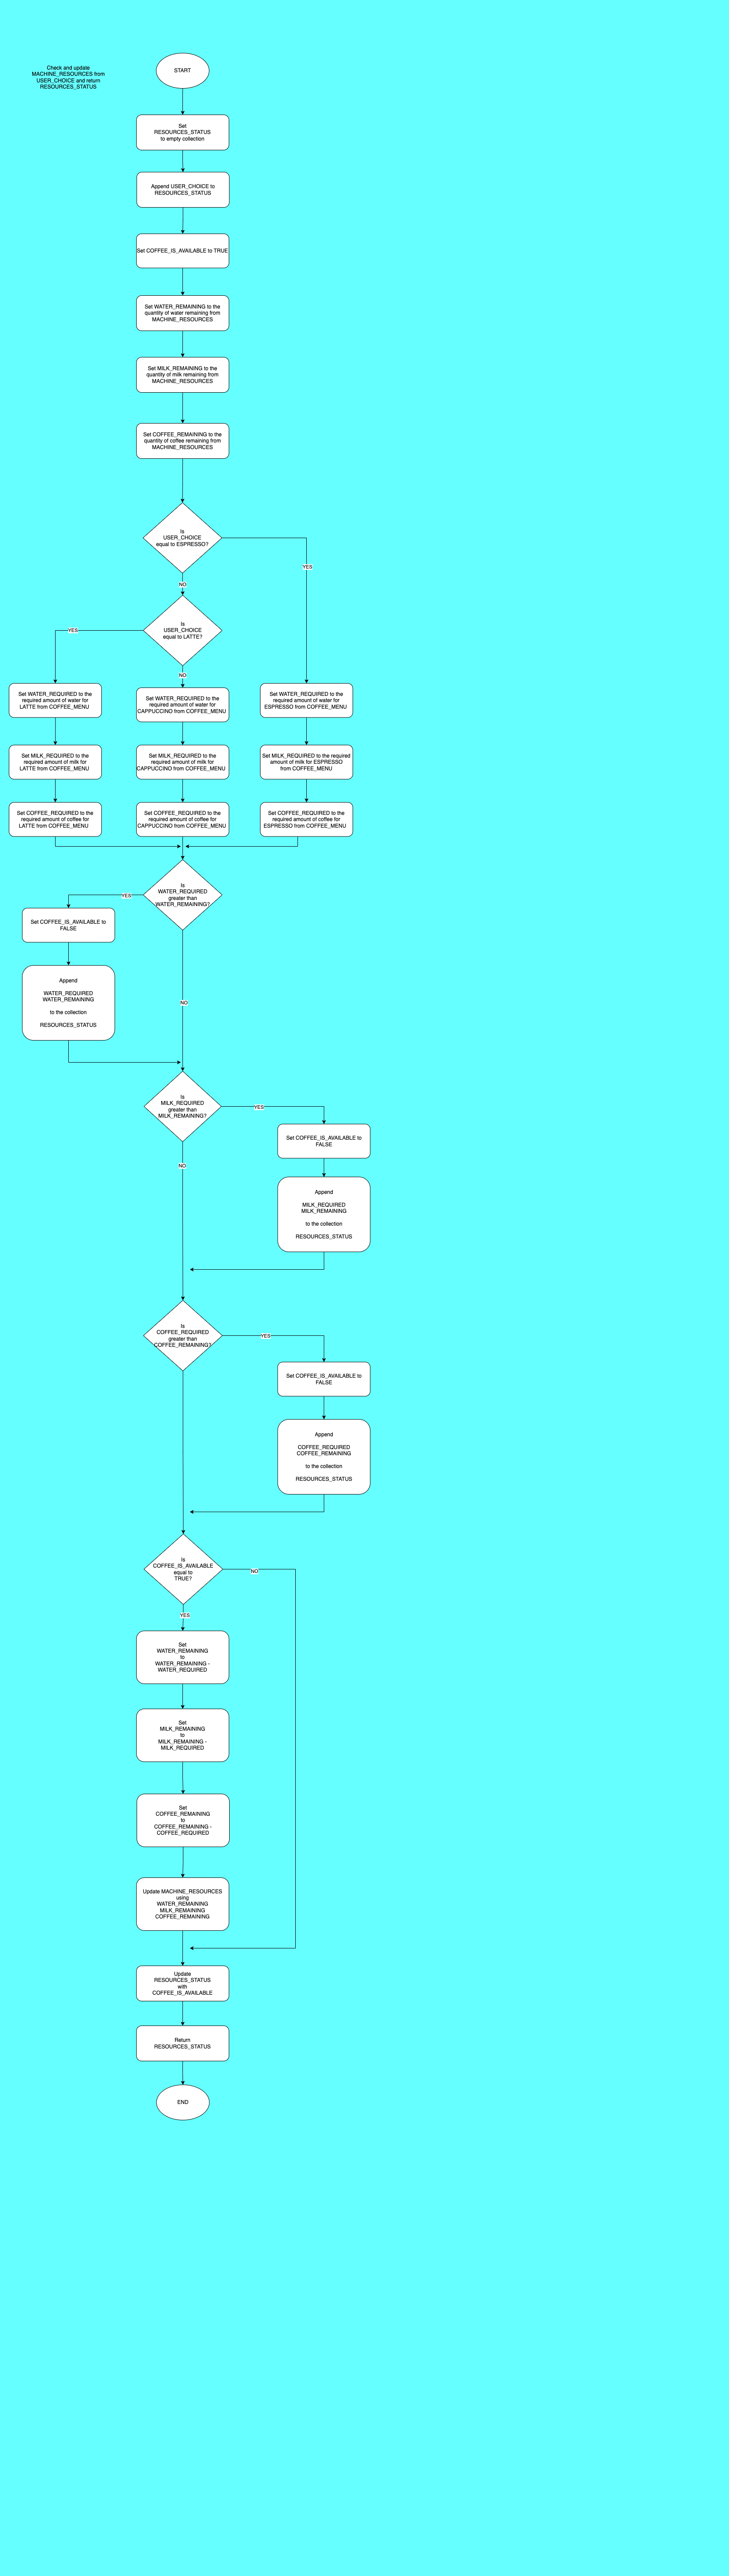 Check and update
MACHINE_RESOURCES from
USER_CHOICE and return
RESOURCES_STATUS
START
Set
RESOURCES_STATUS
to empty collection
Append USER_CHOICE to
RESOURCES_STATUS
Set COFFEE_IS_AVAILABLE to TRUE
Set WATER_REMAINING to the
quantity of water remaining from
MACHINE_RESOURCES
Set MILK_REMAINING to the
quantity of milk remaining from
MACHINE_RESOURCES
Set COFFEE_REMAINING to the
quantity of coffee remaining from
MACHINE_RESOURCES
Is
USER_CHOICE
equal to ESPRESSO?
YES
NO
Is
USER_CHOICE
equal to LATTE?
YES
NO
Set WATER_REQUIRED to the
required amount of water for
LATTE from COFFEE_MENU
Set WATER_REQUIRED to the
required amount of water for
CAPPUCCINO from COFFEE_MENU
Set WATER_REQUIRED to the
required amount of water for
ESPRESSO from COFFEE_MENU
Set MILK_REQUIRED to the
required amount of milk for
LATTE from COFFEE_MENU
Set MILK_REQUIRED to the
required amount of milk for
CAPPUCCINO from COFFEE_MENU
Set MILK_REQUIRED to the required
amount of milk for ESPRESSO
from COFFEE_MENU
Set COFFEE_REQUIRED to the
required amount of coffee for
LATTE from COFFEE_MENU
Set COFFEE_REQUIRED to the
required amount of coffee for
CAPPUCCINO from COFFEE_MENU
Set COFFEE_REQUIRED to the
required amount of coffee for
ESPRESSO from COFFEE_MENU
Is
WATER_REQUIRED
greater than
WATER_REMAINING?
YES
Set COFFEE_IS_AVAILABLE to
FALSE
Append
WATER_REQUIRED
WATER_REMAINING
to the collection
RESOURCES_STATUS
NO
Is
MILK_REQUIRED
greater than
MILK_REMAINING?
YES
Set COFFEE_IS_AVAILABLE to
FALSE
NO
Append
MILK_REQUIRED
MILK_REMAINING
to the collection
RESOURCES_STATUS
Is
COFFEE_REQUIRED
greater than
COFFEE_REMAINING?
YES
Set COFFEE_IS_AVAILABLE to
FALSE
Append
COFFEE_REQUIRED
COFFEE_REMAINING
to the collection
RESOURCES_STATUS
Is
COFFEE_IS_AVAILABLE
equal to
TRUE?
NO
YES
Set
WATER_REMAINING
to
WATER_REMAINING -
WATER_REQUIRED
Set
MILK_REMAINING
to
MILK_REMAINING -
MILK_REQUIRED
Set
COFFEE_REMAINING
to
COFFEE_REMAINING -
COFFEE_REQUIRED
Update MACHINE_RESOURCES
using
WATER_REMAINING
MILK_REMAINING
COFFEE_REMAINING
Update
RESOURCES_STATUS
with
COFFEE_IS_AVAILABLE
Return
RESOURCES_STATUS
END